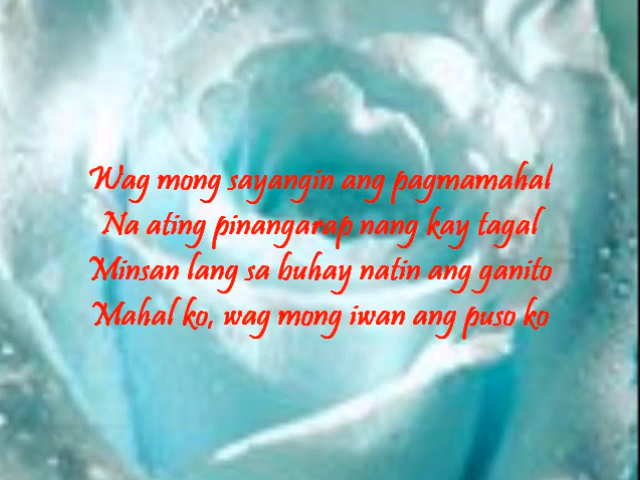 Wag mong sayangin ang pagmamahal
Na ating pinangarap nang kay tagal
Minsan lang sa buhay natin ang ganito
Mahal ko, wag mong iwan ang puso ko